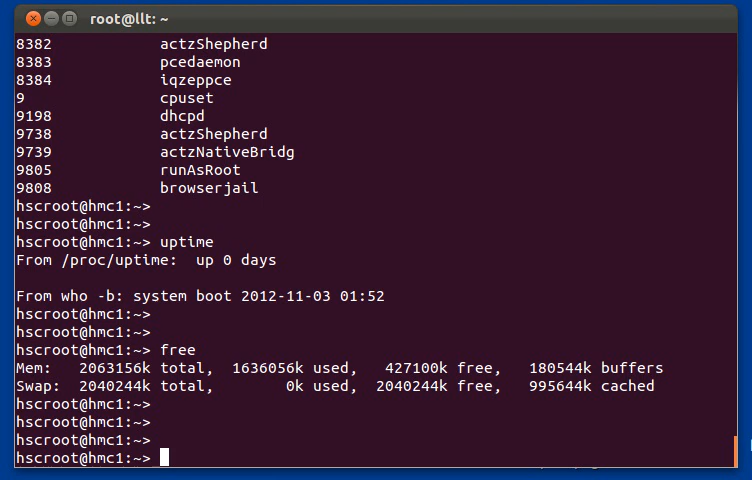 root@llt: ~
8382 actzShepherd
8383 pcedaemon
8384 iqzeppce
9 cpuset
9198 dhcpd
9738 actzShepherd
9739 actzNativeBridg
9805 runAsRoot
9808 browserjail
hscroot@hmc1:~>
hscroot@hmc1:~>
hscroot@hmc1:~> uptime
From /proc/uptime:  up 0 days
From who -b: system boot 2012-11-03 01:52
hscroot@hmc1:~>
hscroot@hmc1:~>
hscroot@hmc1:~> free
Mem:   2063156k total,  1636056k used,   427100k free,   180544k buffers
Swap:  2040244k total,        0k used,  2040244k free,   995644k cached
hscroot@hmc1:~>
hscroot@hmc1:~>
hscroot@hmc1:~>
hscroot@hmc1:~>